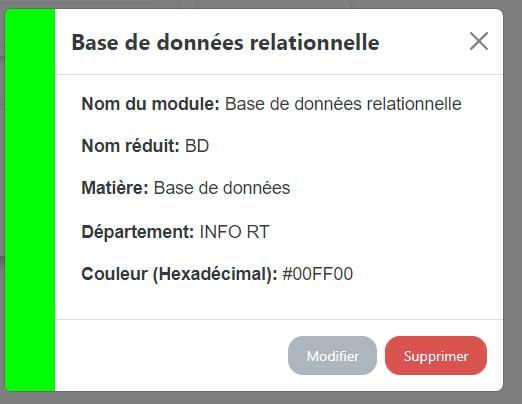 Base de données relationnelle
Nom du module: Base de données relationnelle
Nom réduit: BD
Matière: Base de données
Département: INFO RT
Couleur (Hexadécimal): #00FF00
Modifier
Supprimer